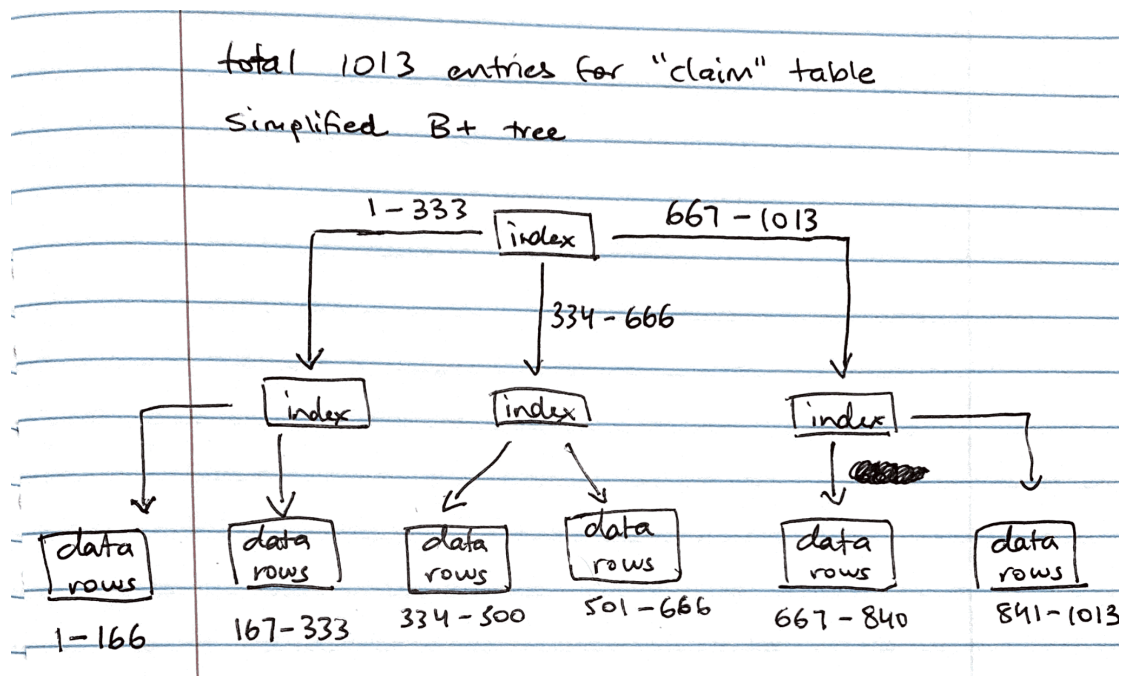 total 1013 entries for "claim" table
Simplified B+ tree
1-333
index
667-1013
334-666
index
index
index
data
rows
data
rows
data
rows
data
rows
data
rows
data
rows
1-166
167-333
334-500
501-666
667-840
841-1013